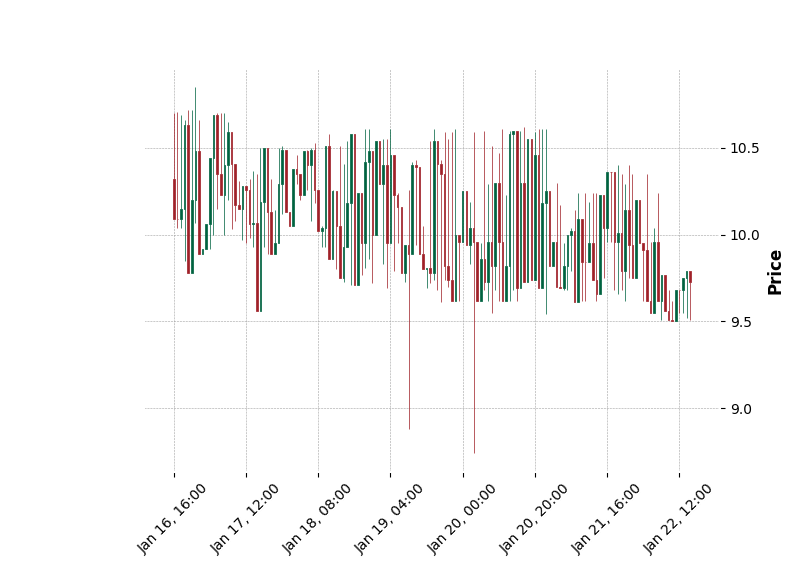 10.5
10.0
9.5
9.0
Price
Jan 16, 16:00
Jan 17, 12:00
Jan 18, 08:00
Jan 19, 04:00
Jan 20, 00:00
Jan 20, 20:00
Jan 21, 16:00
Jan 22, 12:00